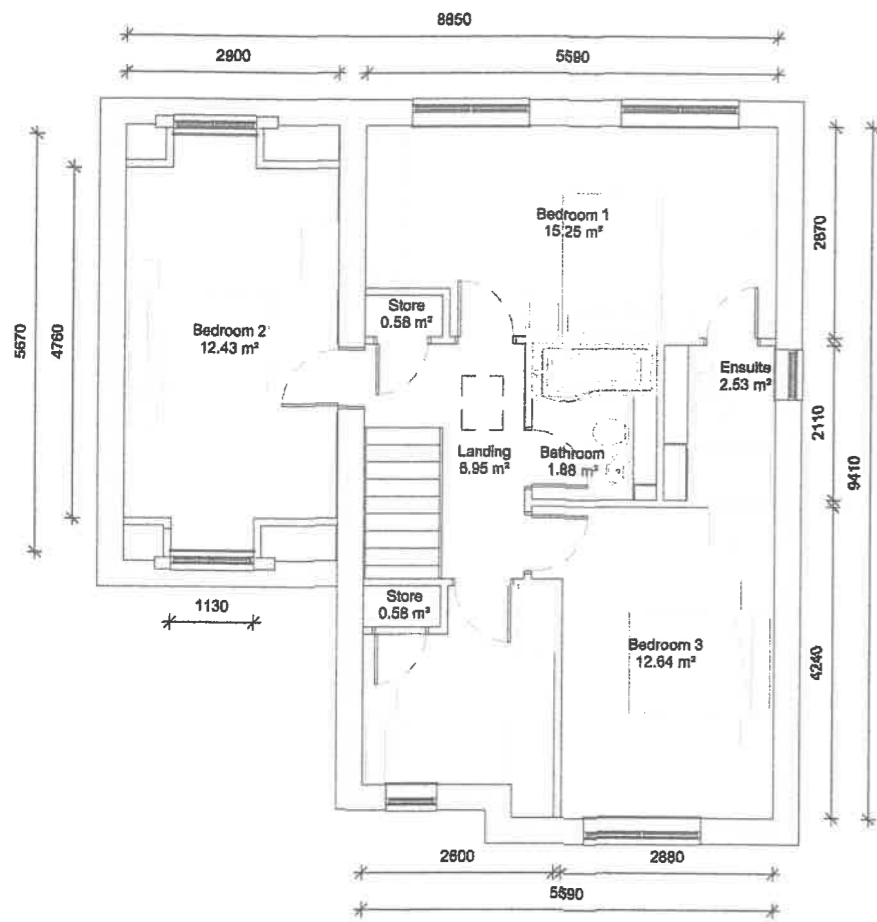 8850
2900
5590
Bedroom 1
15.25 m²
2870
Store
0.58 m²
Bedroom 2
12.43 m²
5670
4760
Ensuite
2.53 m²
2110
Landing
6.95 m²
Bathroom
1.88 m²
9410
Store
0.58 m²
1130
Bedroom 3
12.64 m²
4240
2600
2880
5590